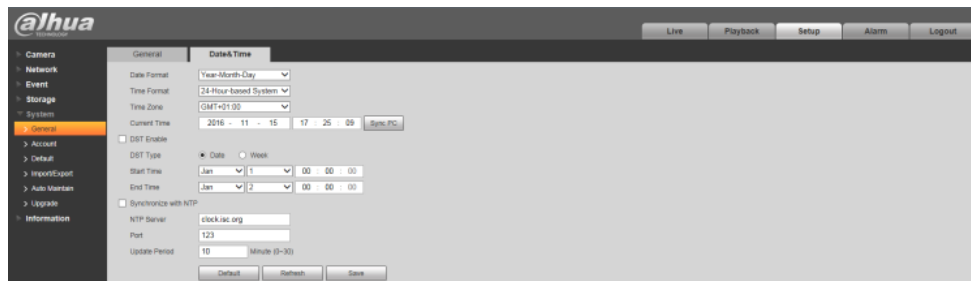 alhua
TECHNOLOGY
Live Playback Setup Alarm Logout
Camera
Network
Event
Storage
System
General
Account
Default
Import/Export
Auto Maintain
Upgrade
Information
General Date&Time
Date Format Year-Month-Day
Time Format 24-Hour-based System
Time Zone GMT+01:00
Current Time 2016 - 11 - 15 17 : 25 : 09 Sync PC
DST Enable
DST Type Date Week
Start Time Jan 1 00 : 00 : 00
End Time Jan 2 00 : 00 : 00
Synchronize with NTP
NTP Server clock.isc.org
Port 123
Update Period 10 Minute (0~30)
Default Refresh Save